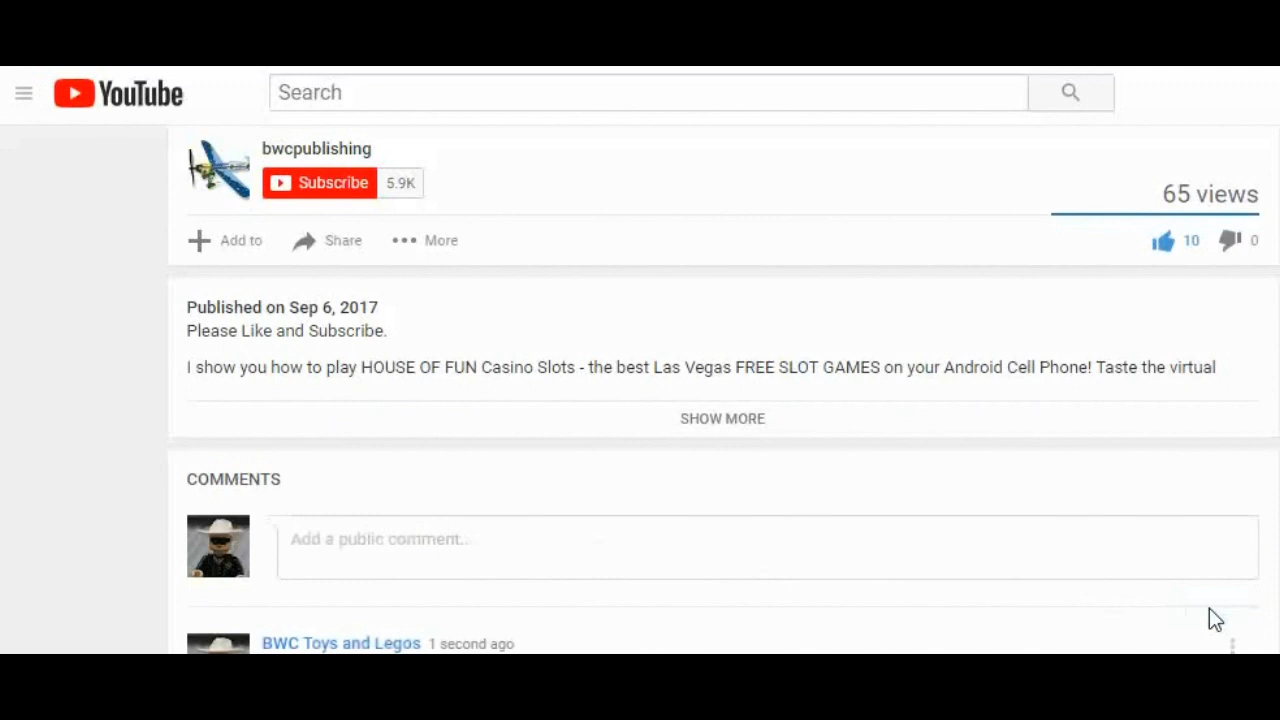 YouTube
Search
bwcpublishing
Subscribe 5.9K
65 views
Add to Share More
10 0
Published on Sep 6, 2017
Please Like and Subscribe.
I show you how to play HOUSE OF FUN Casino Slots - the best Las Vegas FREE SLOT GAMES on your Android Cell Phone! Taste the virtual
SHOW MORE
COMMENTS
Add a public comment...
BWC Toys and Legos 1 second ago